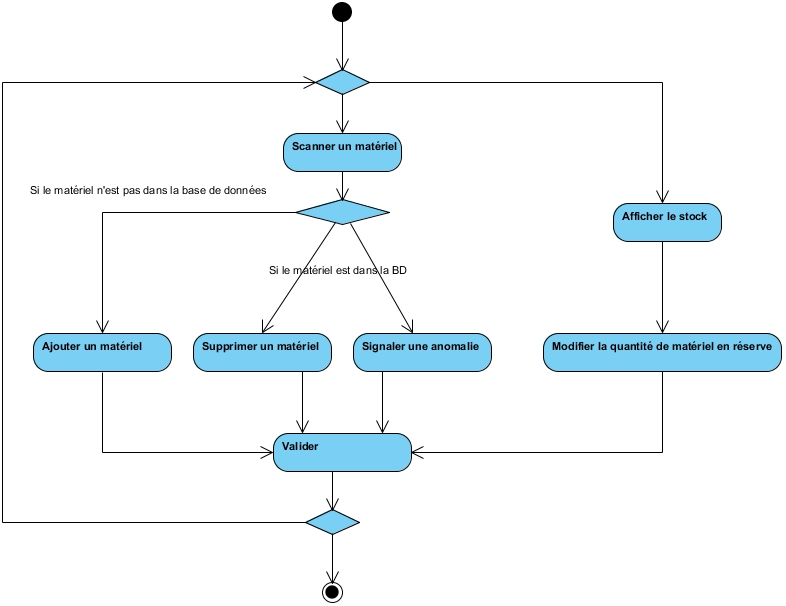 Scanner un matériel
Si le matériel n'est pas dans la base de données
Afficher le stock
Si le matériel est dans la BD
Ajouter un matériel
Supprimer un matériel
Signaler une anomalie
Modifier la quantité de matériel en réserve
Valider